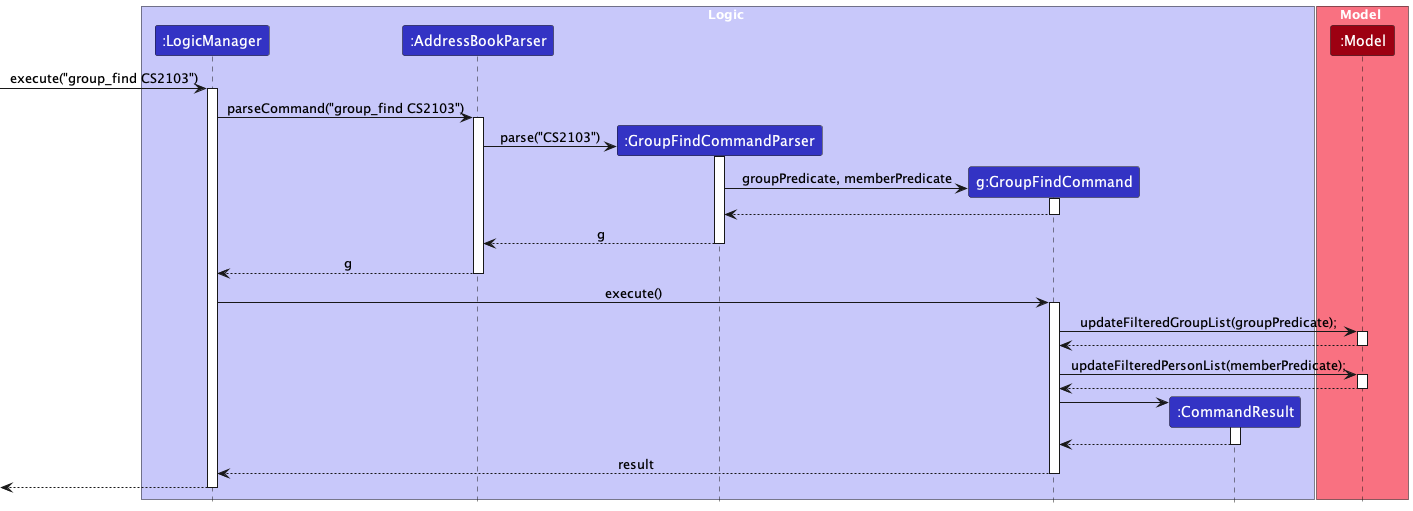 Logic
Model
:LogicManager
:AddressBookParser
:Model
execute("group_find CS2103")
parseCommand("group_find CS2103")
parse("CS2103")
:GroupFindCommandParser
groupPredicate, memberPredicate
g:GroupFindCommand
g
g
execute()
updateFilteredGroupList(groupPredicate);
updateFilteredPersonList(memberPredicate);
:CommandResult
result